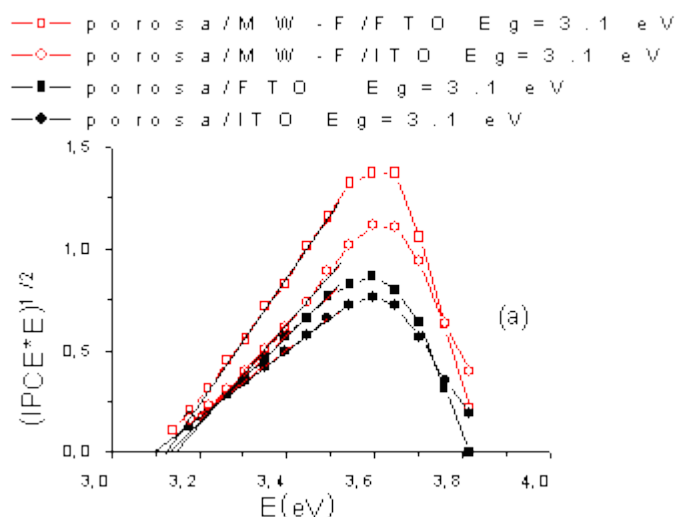 porosa/MW-F/FTO Eg=3.1 eV
porosa/MW-F/ITO Eg=3.1 eV
porosa/FTO Eg=3.1 eV
porosa/ITO Eg=3.1 eV
1,5
1,0
0,5
0,0
(IPCE*E)1/2
(a)
3,0 3,2 3,4 3,6 3,8 4,0
E(eV)